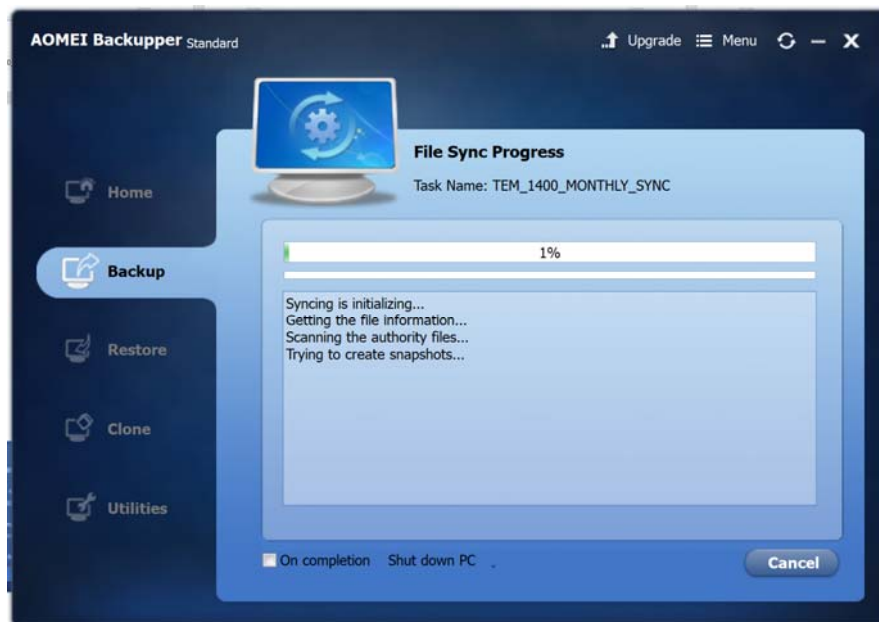 AOMEI Backupper Standard
Upgrade Menu
File Sync Progress
Task Name: TEM_1400_MONTHLY_SYNC
Home
Backup
Restore
Clone
Utilities
1%
Syncing is initializing...
Getting the file information...
Scanning the authority files...
Trying to create snapshots...
On completion Shut down PC
Cancel